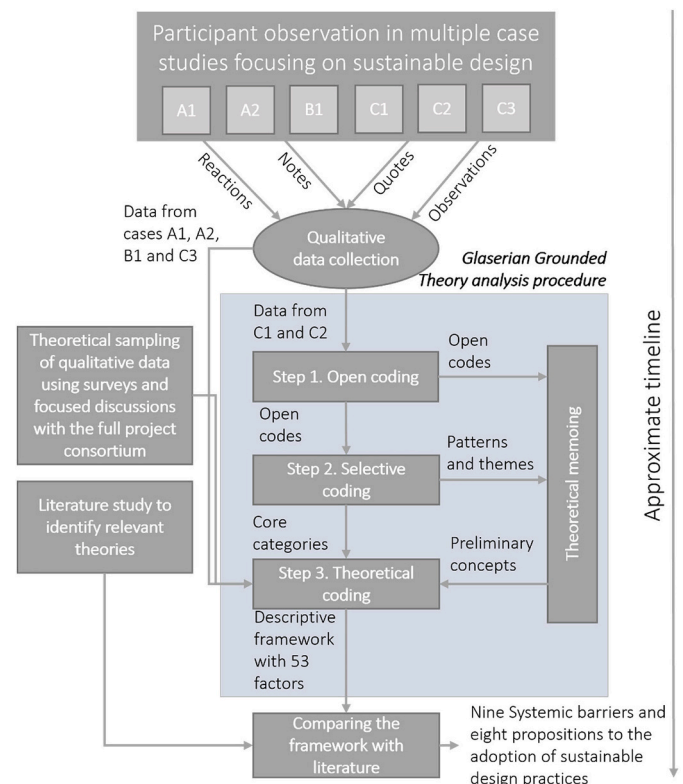 Participant observation in multiple case
studies focusing on sustainable design
A1 A2 B1 C1 C2 C3
Reactions
Notes
Quotes
Observations
Data from
cases A1, A2,
B1 and C3
Qualitative
data collection
Glaserian Grounded
Theory analysis procedure
Data from
C1 and C2
Theoretical sampling
of qualitative data
using surveys and
focused discussions
with the full project
consortium
Step 1. Open coding
Open
codes
Open
codes
Step 2. Selective
coding
Patterns
and themes
Theoretical memoing
Literature study to
identify relevant
theories
Core
categories
Preliminary
concepts
Step 3. Theoretical
coding
Descriptive
framework
with 53
factors
Comparing the
framework with
literature
Nine Systemic barriers and
eight propositions to the
adoption of sustainable
design practices
Approximate timeline